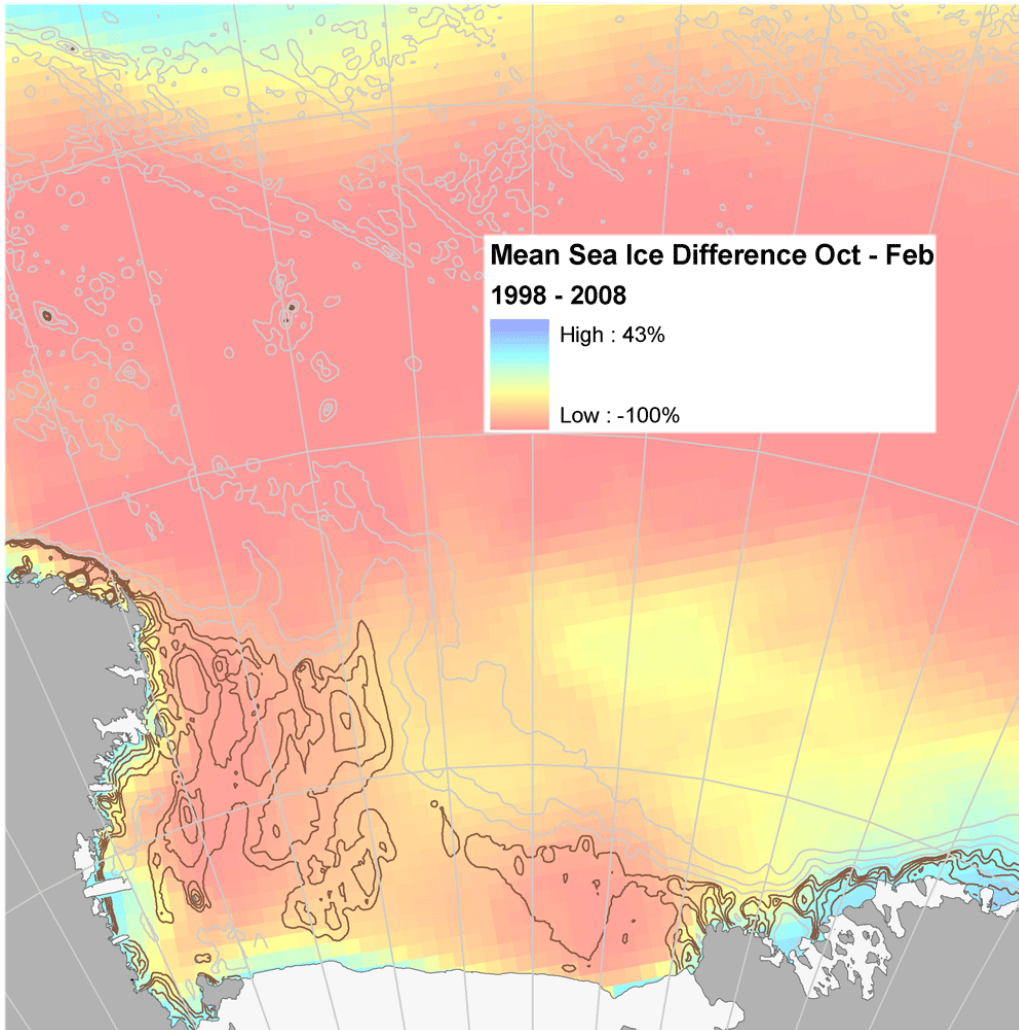 Mean Sea Ice Difference Oct - Feb
1998 - 2008
High : 43%
Low : -100%